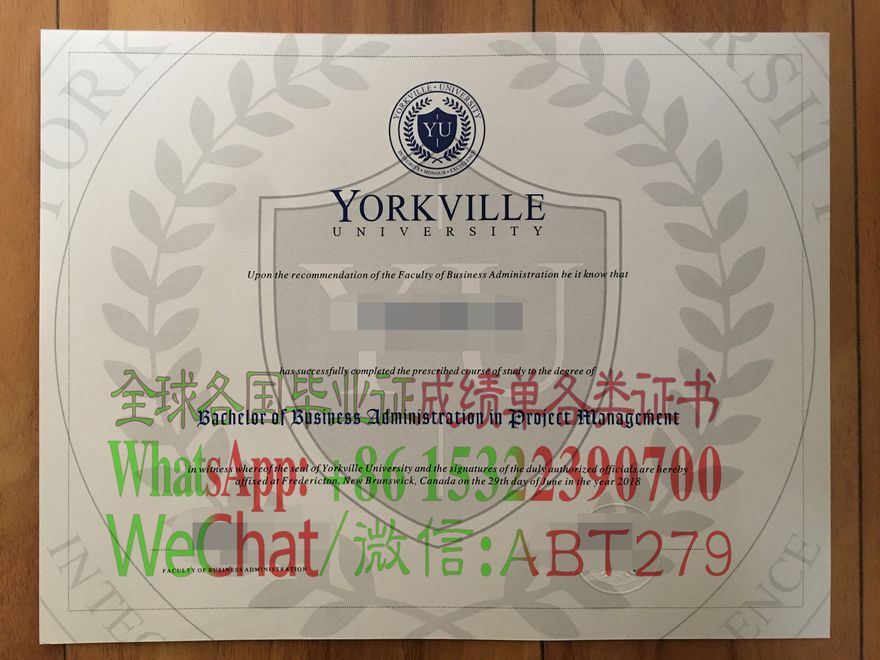 YORKVILLE · UNIVERSITY
YU
INTEGRITY • HONOUR • EXCELLENCE
YORKVILLE
UNIVERSITY
Upon the recommendation of the Faculty of Business Administration be it know that
has successfully completed the prescribed course of study to the degree of
全球各国毕业证成绩单各类证书
Bachelor of Business Administration in Project Management
WhatsApp: +86 15322390700
in witness whereof the seal of Yorkville University and the signatures of the duly authorized officials are hereby
affixed at Fredericton, New Brunswick, Canada on the 29th day of June in the year 2018
WeChat/微信:ABT279
FACULTY OF BUSINESS ADMINISTRATION